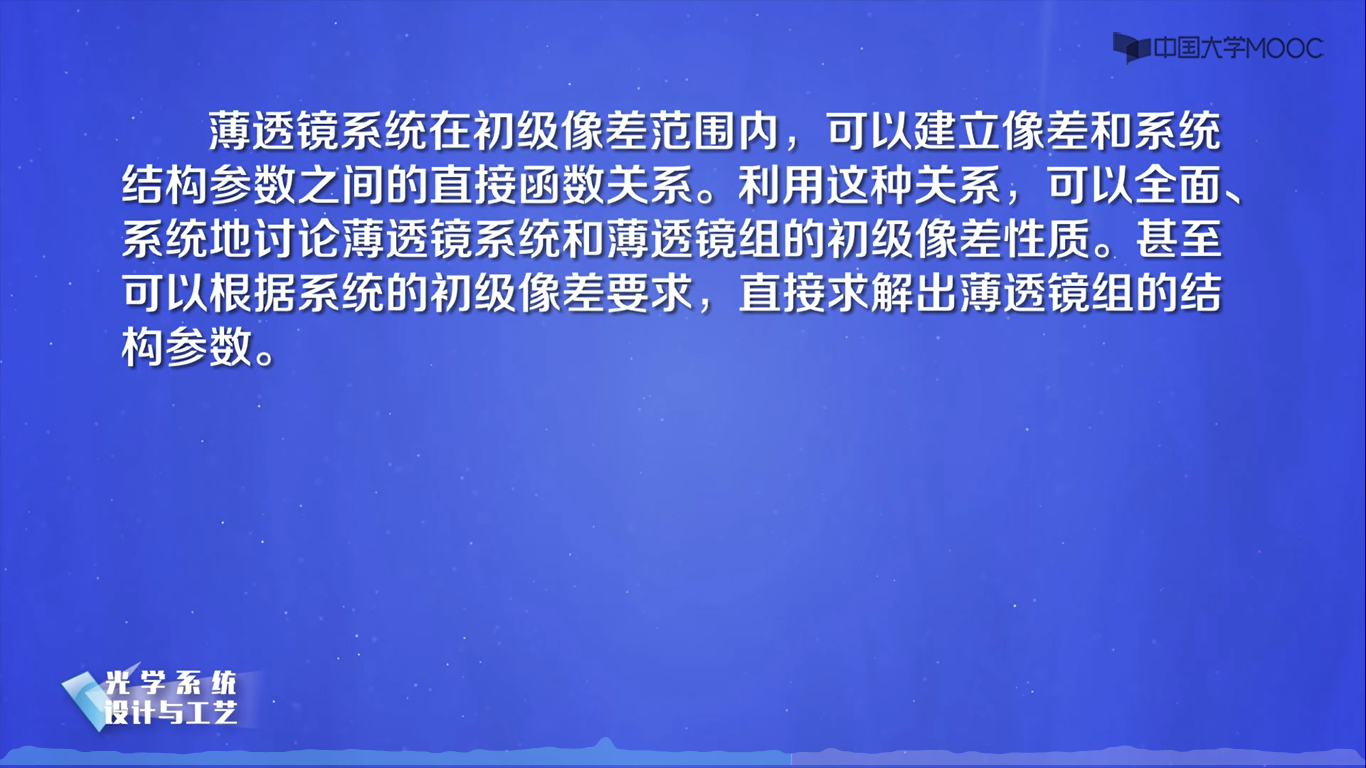 中国大学MOOC
薄透镜系统在初级像差范围内，可以建立像差和系统
结构参数之间的直接函数关系。利用这种关系，可以全面、
系统地讨论薄透镜系统和薄透镜组的初级像差性质。甚至
可以根据系统的初级像差要求，直接求解出薄透镜组的结
构参数。
光学系统
设计与工艺